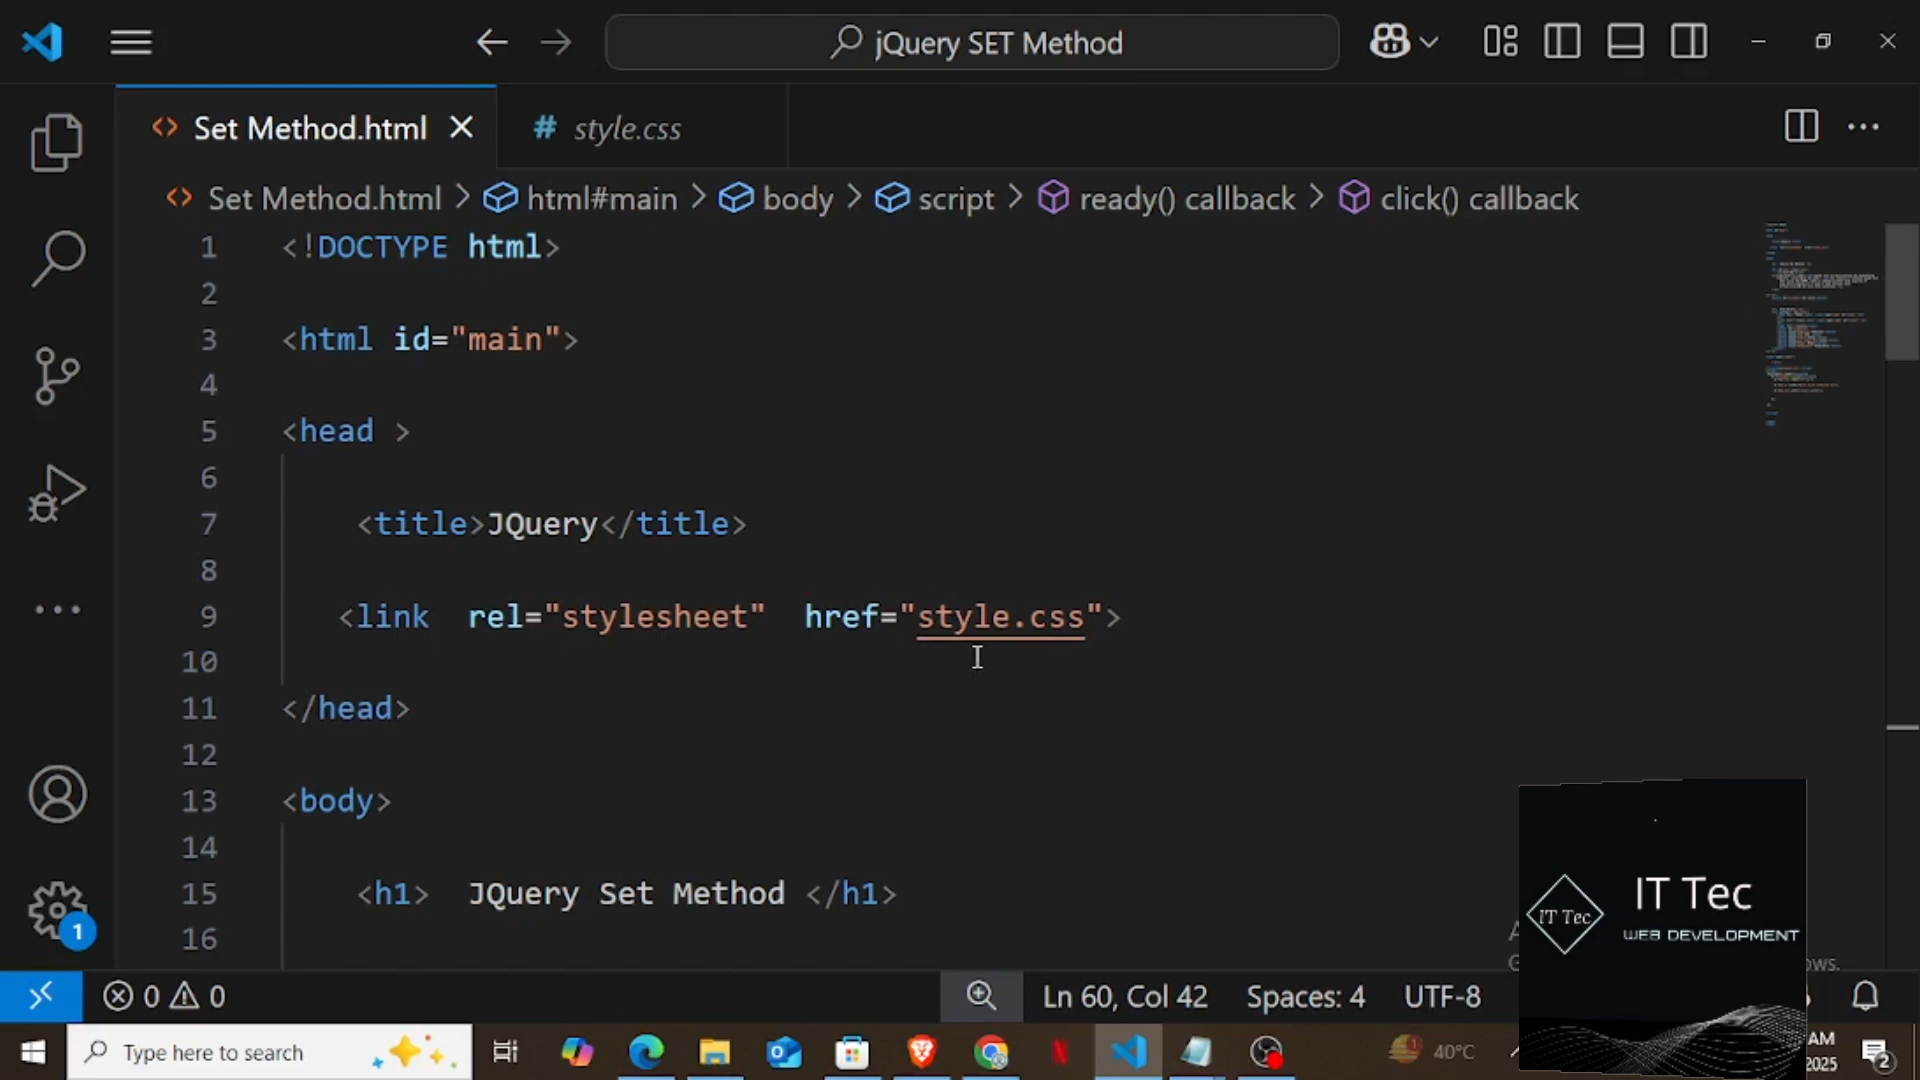 jQuery SET Method
Set Method.html
# style.css
Set Method.html > html#main > body > script > ready() callback > click() callback
1 <!DOCTYPE html>
2
3 <html id="main">
4
5 <head >
6
7 <title>JQuery</title>
8
9 <link rel="stylesheet" href="style.css">
10
11 </head>
12
13 <body>
14
15 <h1> JQuery Set Method </h1>
16
1
IT Tec
IT Tec
WEB DEVELOPMENT
ows.
0 0
Ln 60, Col 42
Spaces: 4
UTF-8
Type here to search
40°C
AM
2025
2